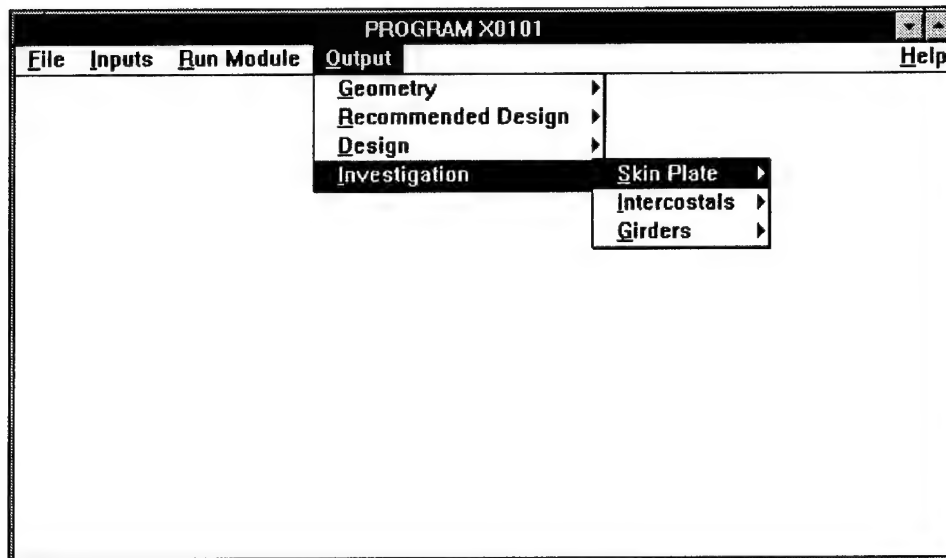 PROGRAM X0101
File Inputs Run Module Output Help
Geometry
Recommended Design
Design
Investigation Skin Plate
Intercostals
Girders